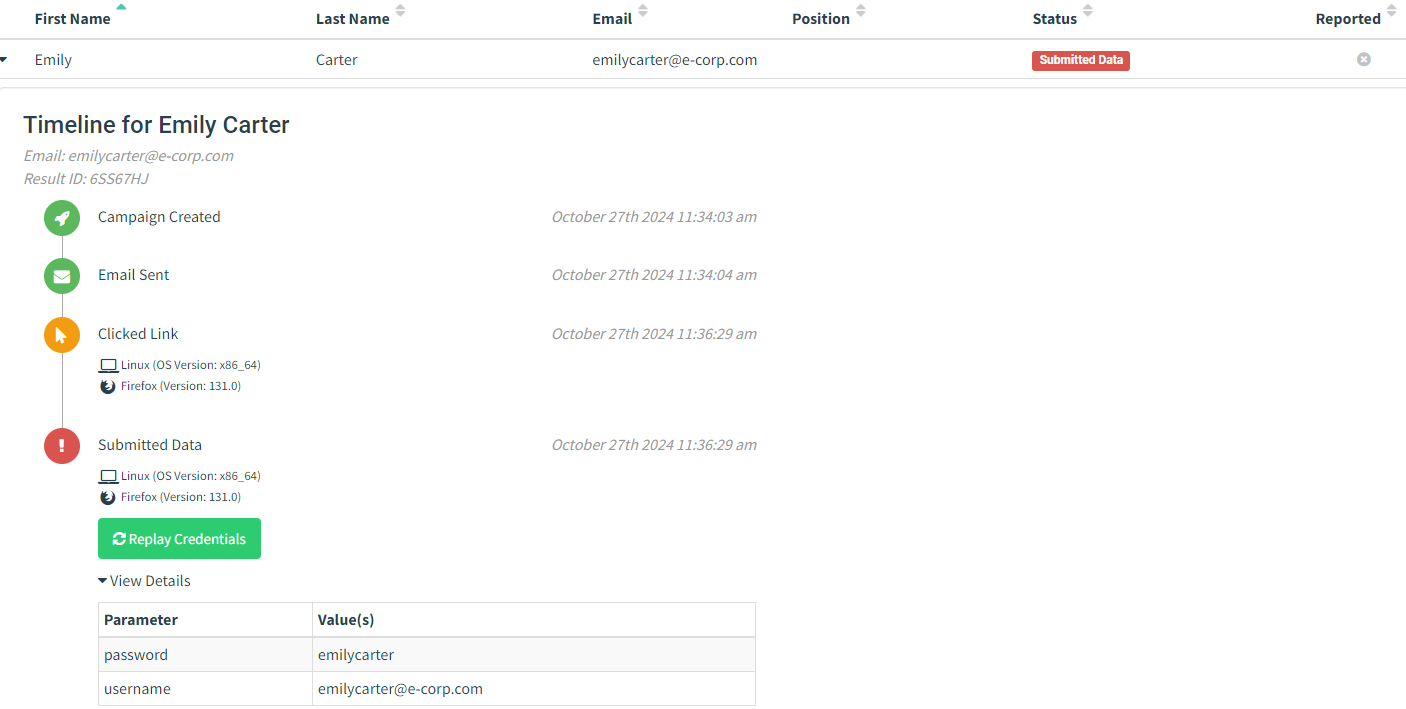 First Name Last Name Email Position Status Reported
Emily Carter emilycarter@e-corp.com Submitted Data
Timeline for Emily Carter
Email: emilycarter@e-corp.com
Result ID: 6SS67HJ
Campaign Created October 27th 2024 11:34:03 am
Email Sent October 27th 2024 11:34:04 am
Clicked Link October 27th 2024 11:36:29 am
Linux (OS Version: x86_64)
Firefox (Version: 131.0)
Submitted Data October 27th 2024 11:36:29 am
Linux (OS Version: x86_64)
Firefox (Version: 131.0)
Replay Credentials
View Details
Parameter Value(s)
password emilycarter
username emilycarter@e-corp.com